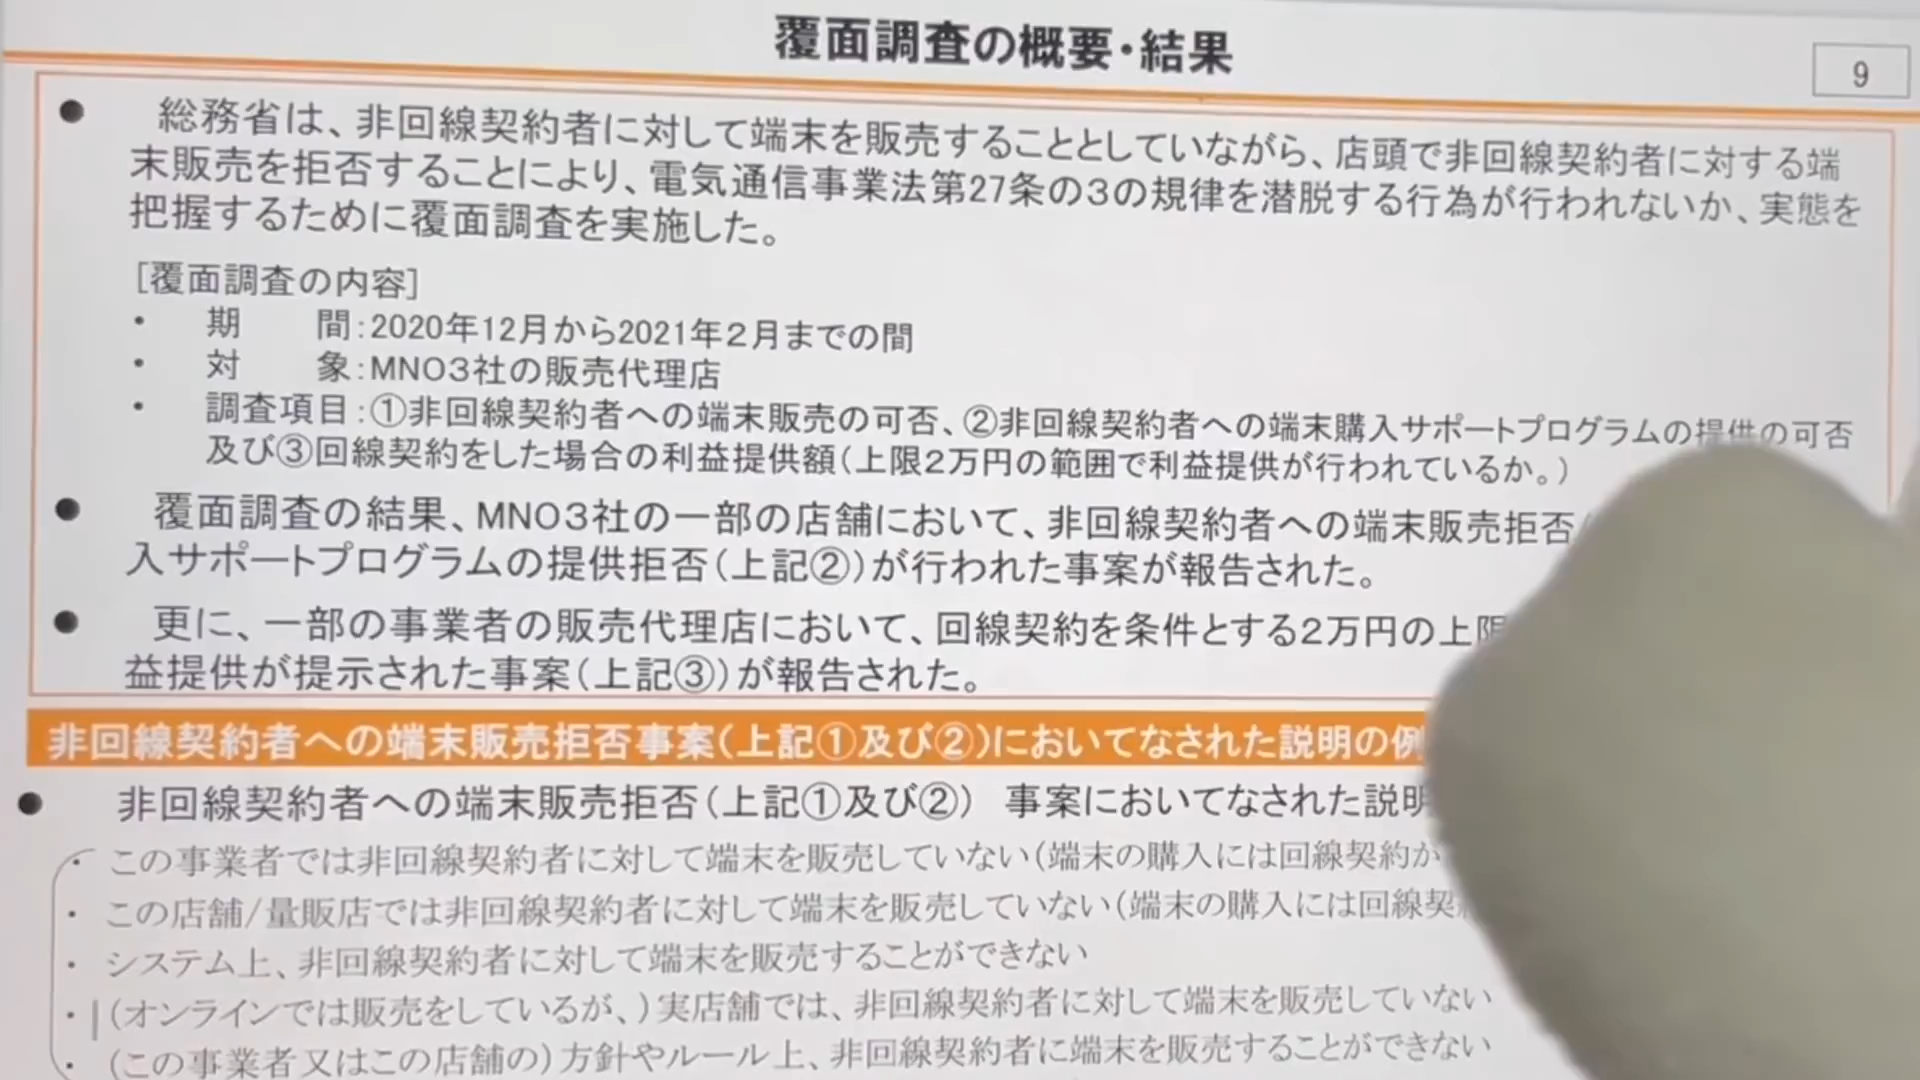 覆面調査の概要・結果
9
● 総務省は、非回線契約者に対して端末を販売することとしていながら、店頭で非回線契約者に対する端
末販売を拒否することにより、電気通信事業法第27条の3の規律を潜脱する行為が行われないか、実態を
把握するために覆面調査を実施した。
[覆面調査の内容]
・ 期 間:2020年12月から2021年2月までの間
・ 対 象:MNO3社の販売代理店
・ 調査項目:①非回線契約者への端末販売の可否、②非回線契約者への端末購入サポートプログラムの提供の可否
及び③回線契約をした場合の利益提供額(上限2万円の範囲で利益提供が行われているか。)
● 覆面調査の結果、MNO3社の一部の店舗において、非回線契約者への端末販売拒否
入サポートプログラムの提供拒否(上記②)が行われた事案が報告された。
● 更に、一部の事業者の販売代理店において、回線契約を条件とする2万円の上限
益提供が提示された事案(上記③)が報告された。
非回線契約者への端末販売拒否事案(上記①及び②)においてなされた説明の例
● 非回線契約者への端末販売拒否(上記①及び②) 事案においてなされた説明
・ この事業者では非回線契約者に対して端末を販売していない(端末の購入には回線契約が
・ この店舗/量販店では非回線契約者に対して端末を販売していない(端末の購入には回線契
・ システム上、非回線契約者に対して端末を販売することができない
・ (オンラインでは販売をしているが、)実店舗では、非回線契約者に対して端末を販売していない
・ (この事業者又はこの店舗の)方針やルール上、非回線契約者に端末を販売することができない